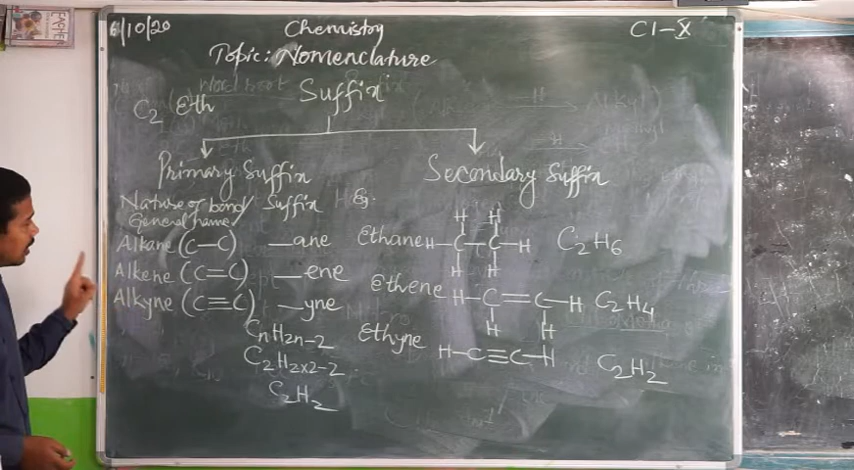 6/10/20 Chemistry Cl-X
Topic: Nomenclature
C2 Eth Suffix
Primary Suffix Secondary Suffix
Nature of bond/ Suffix Eg.
General name
Alkane (C-C) —ane Ethane H-C-C-H H H H H C2H6
Alkene (C=C) —ene Ethene H-C=C-H H H C2H4
Alkyne (C≡C) —yne Ethyne H-C≡C-H C2H2
CnH2n-2
C2H2x2-2
C2H2